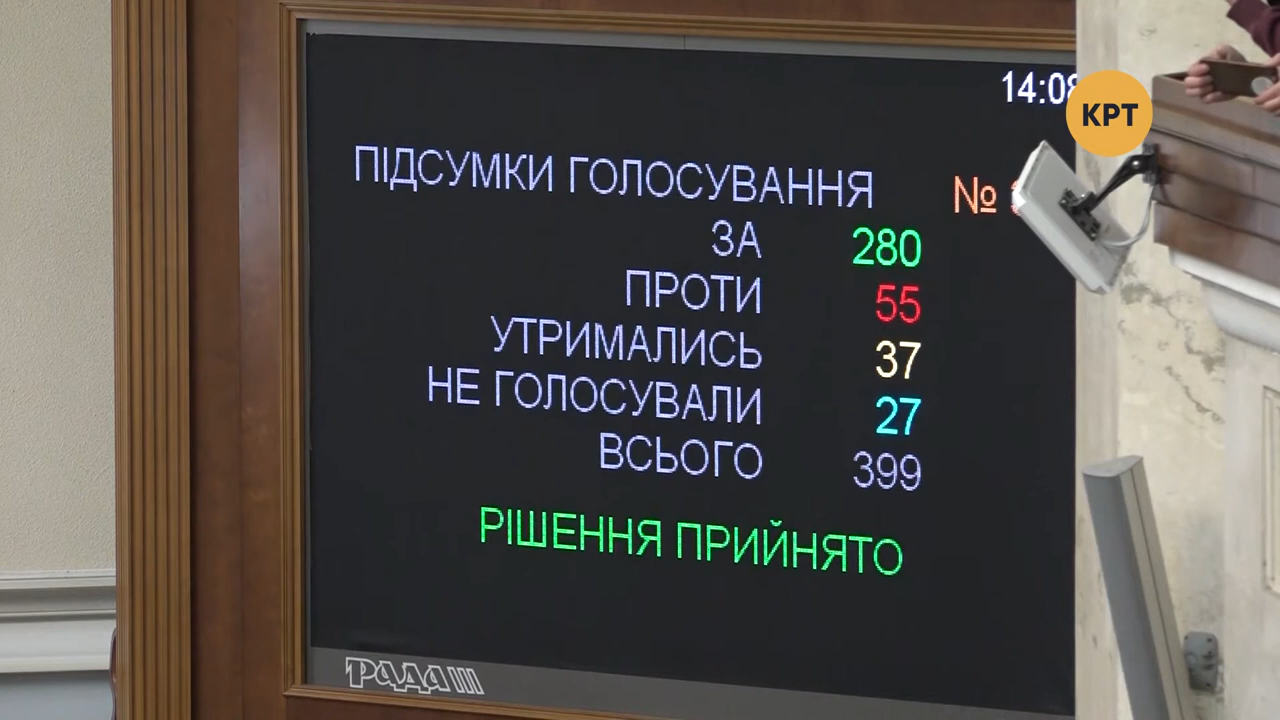 14:08
КРТ
ПІДСУМКИ ГОЛОСУВАННЯ №
ЗА 280
ПРОТИ 55
УТРИМАЛИСЬ 37
НЕ ГОЛОСУВАЛИ 27
ВСЬОГО 399
РІШЕННЯ ПРИЙНЯТО
РАДА III